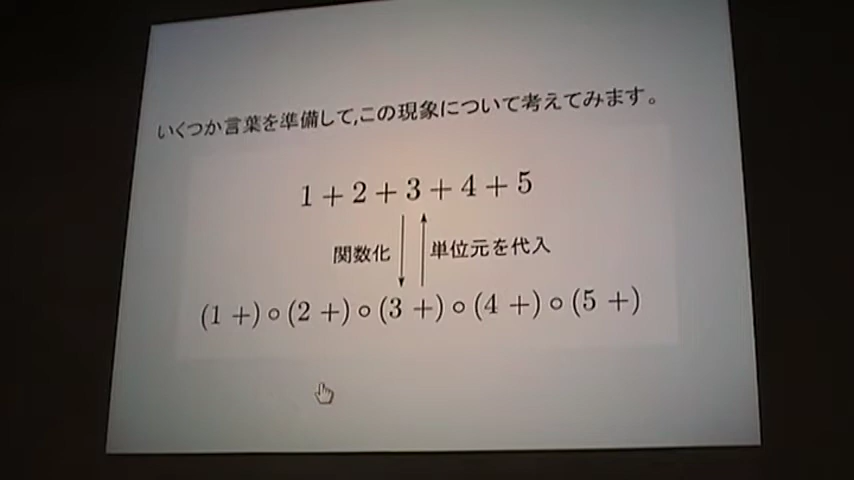 いくつか言葉を準備して,この現象について考えてみます。
1 + 2 + 3 + 4 + 5
関数化 単位元を代入
(1 +) ∘ (2 +) ∘ (3 +) ∘ (4 +) ∘ (5 +)